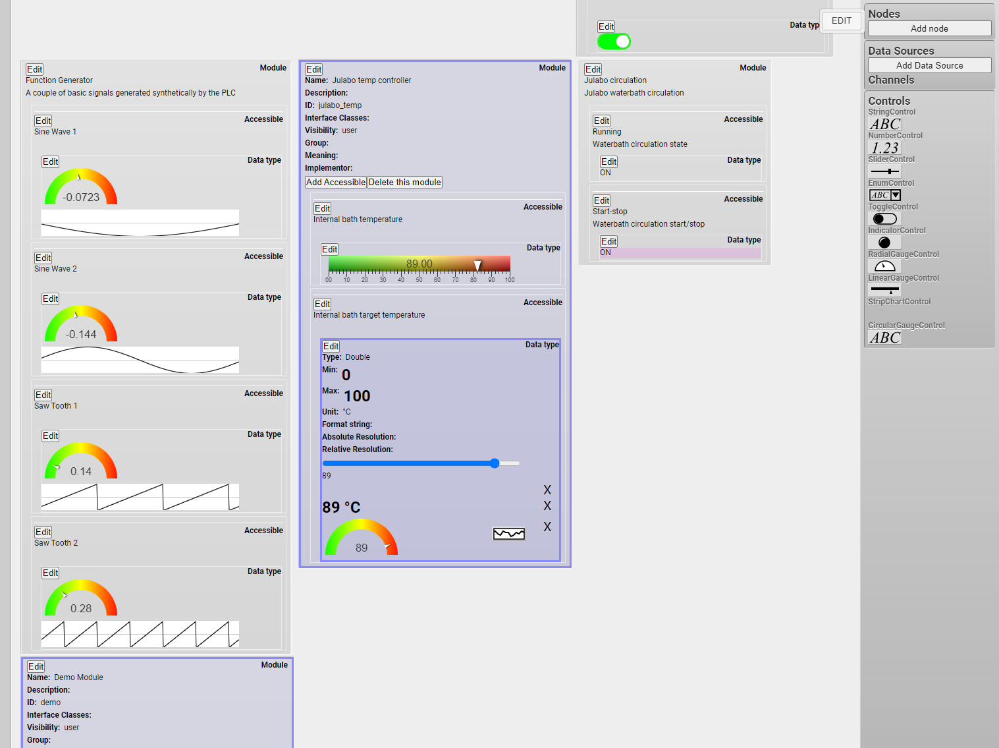 Edit
Data typ
EDIT
Edit
Module
Function Generator
A couple of basic signals generated synthetically by the PLC
Edit
Accessible
Sine Wave 1
Edit
Data type
-0.0723
Edit
Accessible
Sine Wave 2
Edit
Data type
-0.144
Edit
Accessible
Saw Tooth 1
Edit
Data type
0.14
Edit
Accessible
Saw Tooth 2
Edit
Data type
0.28
Edit
Module
Name: Demo Module
Description:
ID: demo
Interface Classes:
Visibility: user
Group:
Edit
Module
Name: Julabo temp controller
Description:
ID: julabo_temp
Interface Classes:
Visibility: user
Group:
Meaning:
Implementor:
Add Accessible Delete this module
Edit
Accessible
Internal bath temperature
Edit
Data type
89.00
00 10 20 30 40 50 60 70 80 90 100
Edit
Accessible
Internal bath target temperature
Edit
Data type
Type: Double
Min: 0
Max: 100
Unit: °C
Format string:
Absolute Resolution:
Relative Resolution:
89
X
89 °C X
X
89
Edit
Module
Julabo circulation
Julabo waterbath circulation
Edit
Accessible
Running
Waterbath circulation state
Edit
Data type
ON
Edit
Accessible
Start-stop
Waterbath circulation start/stop
Edit
Data type
ON
Nodes
Add node
Data Sources
Add Data Source
Channels
Controls
StringControl
ABC
NumberControl
1.23
SliderControl
EnumControl
ABC
ToggleControl
IndicatorControl
RadialGaugeControl
LinearGaugeControl
StripChartControl
CircularGaugeControl
ABC